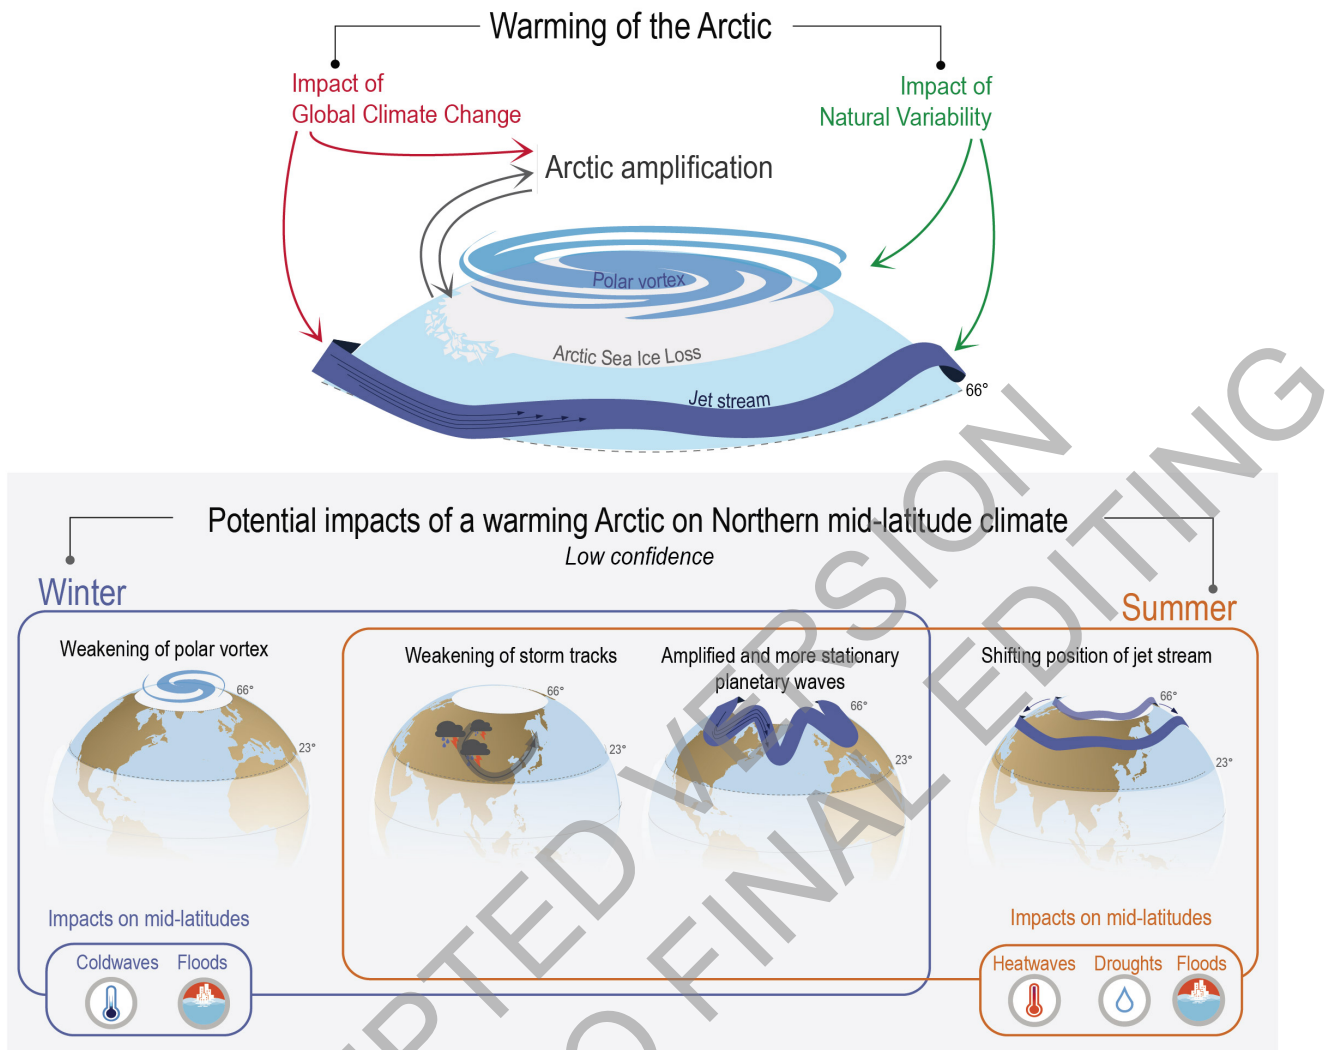 Warming of the Arctic
Impact of
Global Climate Change
Impact of
Natural Variability
Arctic amplification
Polar vortex
Arctic Sea Ice Loss
Jet stream
66°
Potential impacts of a warming Arctic on Northern mid-latitude climate
Low confidence
Winter
Summer
Weakening of polar vortex
66°
23°
Weakening of storm tracks
66°
23°
Amplified and more stationary
planetary waves
66°
23°
Shifting position of jet stream
66°
23°
Impacts on mid-latitudes
Coldwaves Floods
Impacts on mid-latitudes
Heatwaves Droughts Floods
PTED VERSION
O FINAL EDITING